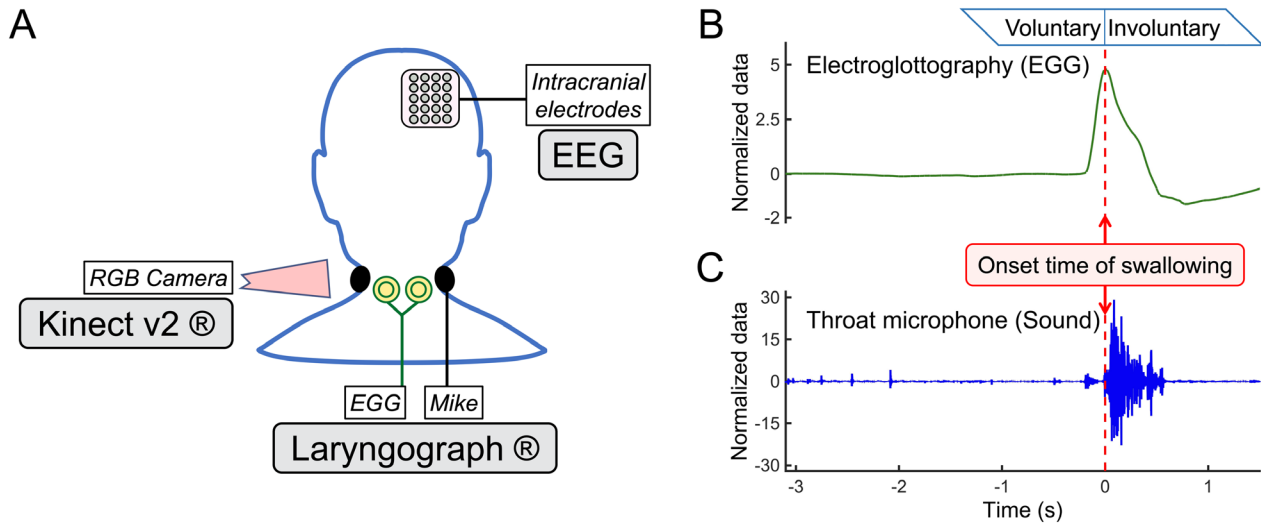 A
Intracranial
electrodes
EEG
RGB Camera
Kinect v2 ®
EGG
Mike
Laryngograph ®
B
Voluntary
Involuntary
Electroglottography (EGG)
Normalized data
5
2.5
0
-2
Onset time of swallowing
C
Throat microphone (Sound)
Normalized data
30
15
0
-15
-30
-3
-2
-1
0
1
Time (s)